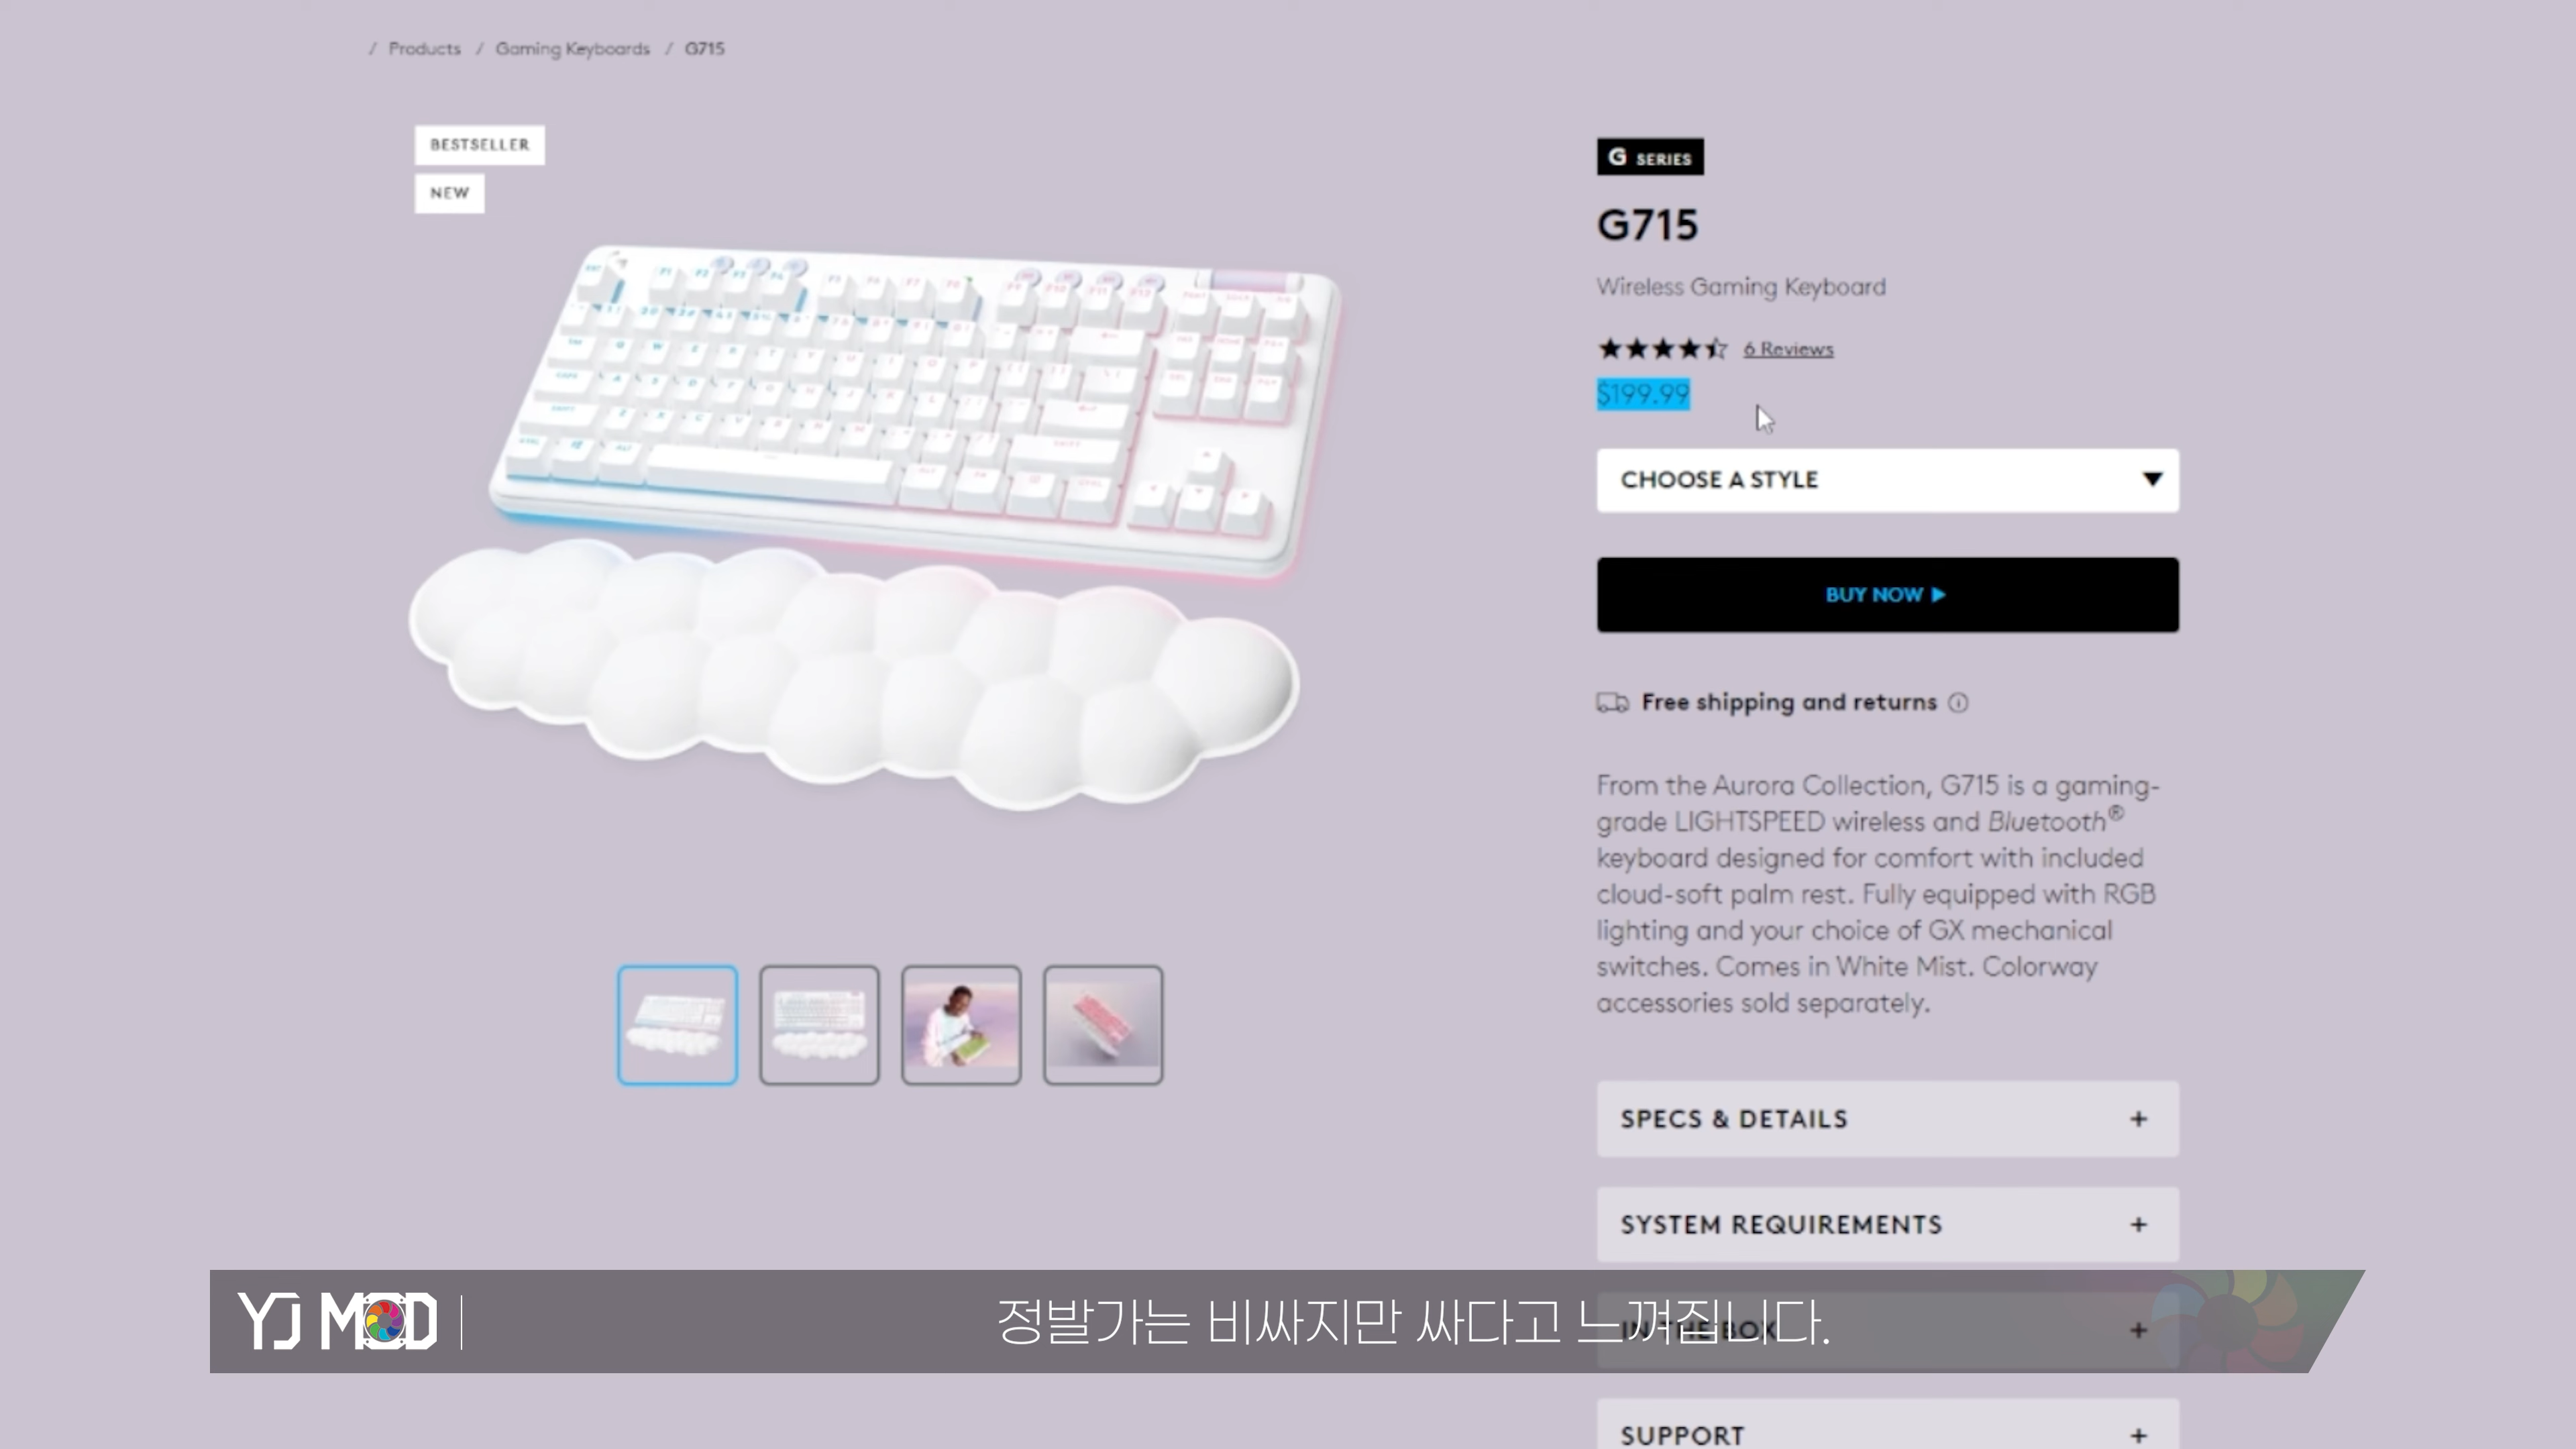 / Products / Gaming Keyboards / G715
BESTSELLER
NEW
G SERIES
G715
Wireless Gaming Keyboard
6 Reviews
$199.99
CHOOSE A STYLE
BUY NOW
Free shipping and returns
From the Aurora Collection, G715 is a gaming-
grade LIGHTSPEED wireless and Bluetooth®
keyboard designed for comfort with included
cloud-soft palm rest. Fully equipped with RGB
lighting and your choice of GX mechanical
switches. Comes in White Mist. Colorway
accessories sold separately.
SPECS & DETAILS +
SYSTEM REQUIREMENTS +
IN THE BOX +
YJ MOD
정발가는 비싸지만 싸다고 느껴집니다.
SUPPORT +